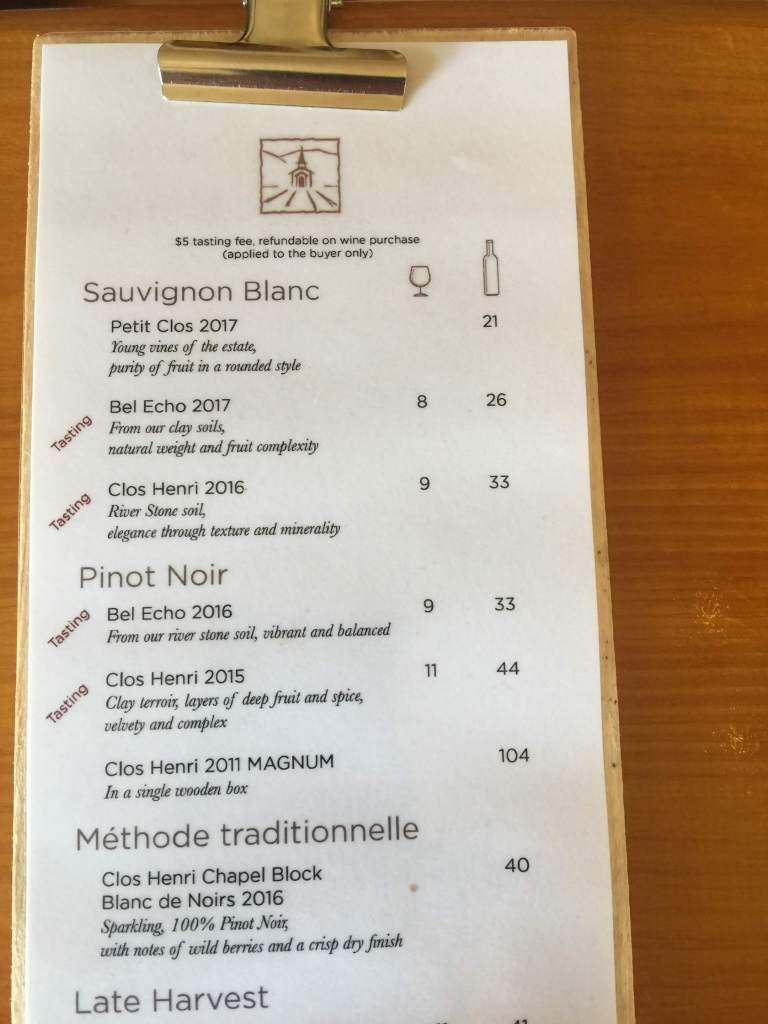 $5 tasting fee, refundable on wine purchase
(applied to the buyer only)
Sauvignon Blanc
Petit Clos 2017 21
Young vines of the estate,
purity of fruit in a rounded style
Tasting Bel Echo 2017 8 26
From our clay soils,
natural weight and fruit complexity
Tasting Clos Henri 2016 9 33
River Stone soil,
elegance through texture and minerality
Pinot Noir
Tasting Bel Echo 2016 9 33
From our river stone soil, vibrant and balanced
Tasting Clos Henri 2015 11 44
Clay terroir, layers of deep fruit and spice,
velvety and complex
Clos Henri 2011 MAGNUM 104
In a single wooden box
Méthode traditionnelle
Clos Henri Chapel Block 40
Blanc de Noirs 2016
Sparkling, 100% Pinot Noir,
with notes of wild berries and a crisp dry finish
Late Harvest